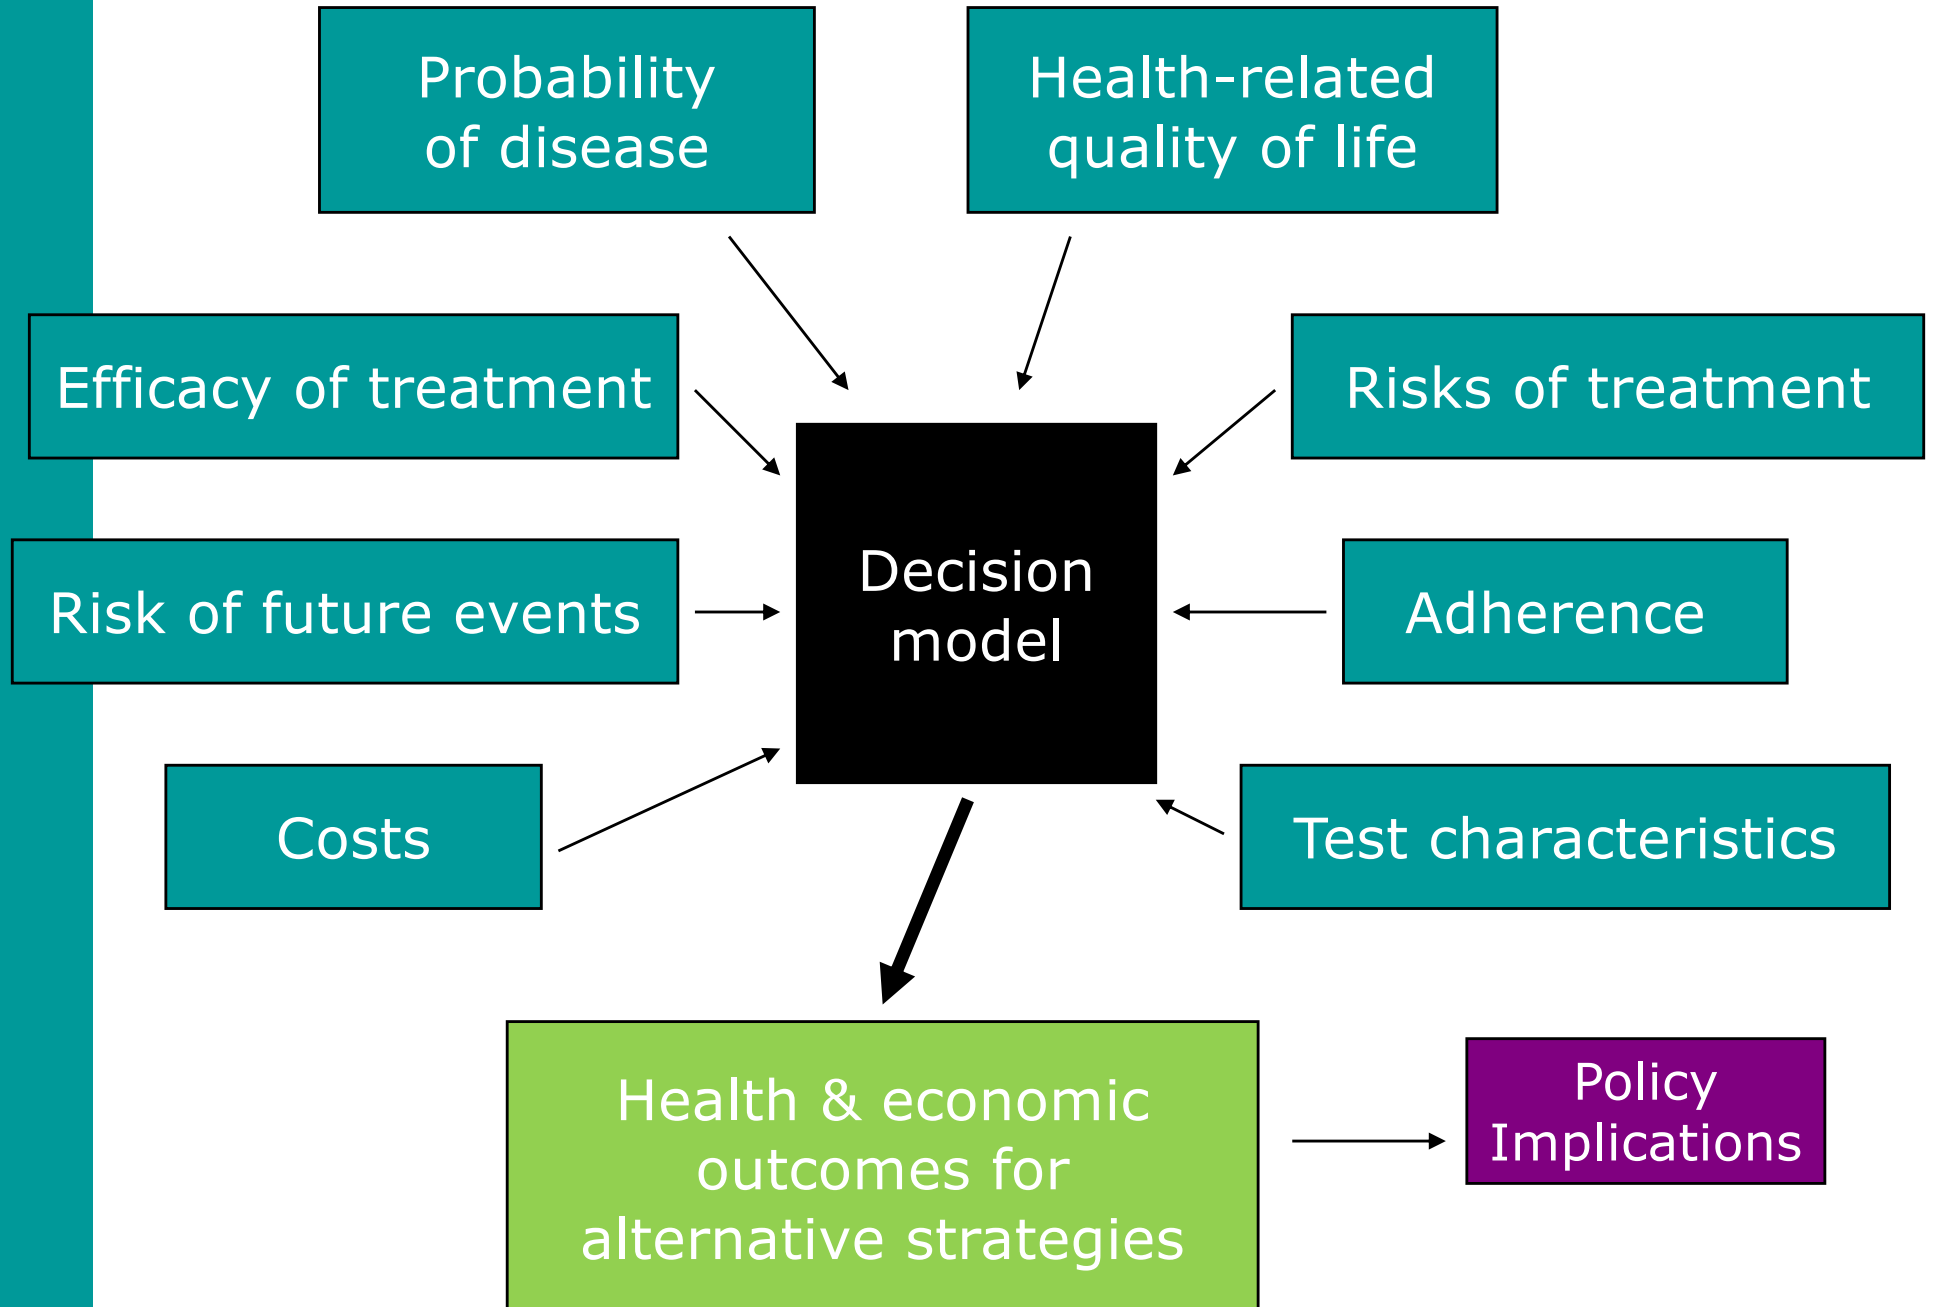 Probability
of disease
Health-related
quality of life
Efficacy of treatment
Risks of treatment
Risk of future events
Decision
model
Adherence
Costs
Test characteristics
Health & economic
outcomes for
alternative strategies
Policy
Implications